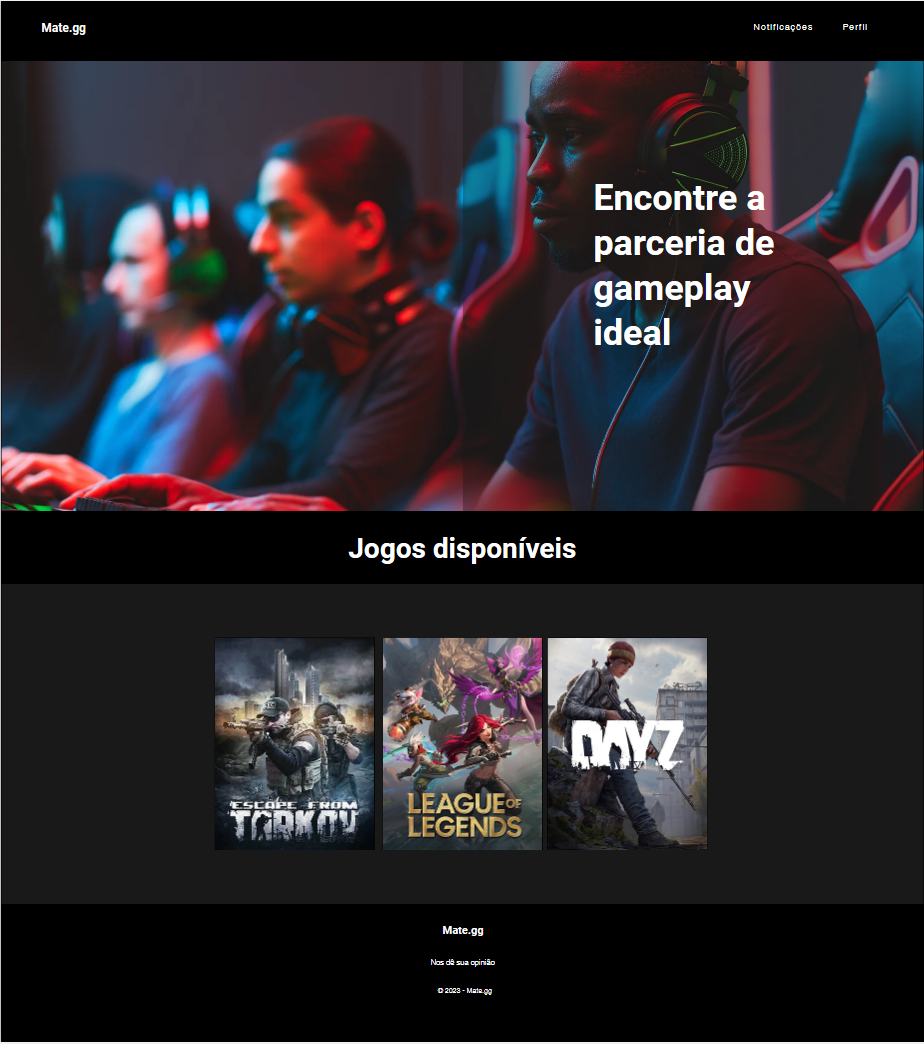 Mate.gg
Notificações Perfil
Encontre a
parceria de
gameplay
ideal
Jogos disponíveis
ESCAPE FROM
TARKOV
LEAGUE OF
LEGENDS
DAYZ
Mate.gg
Nos dê sua opinião
© 2023 - Mate.gg